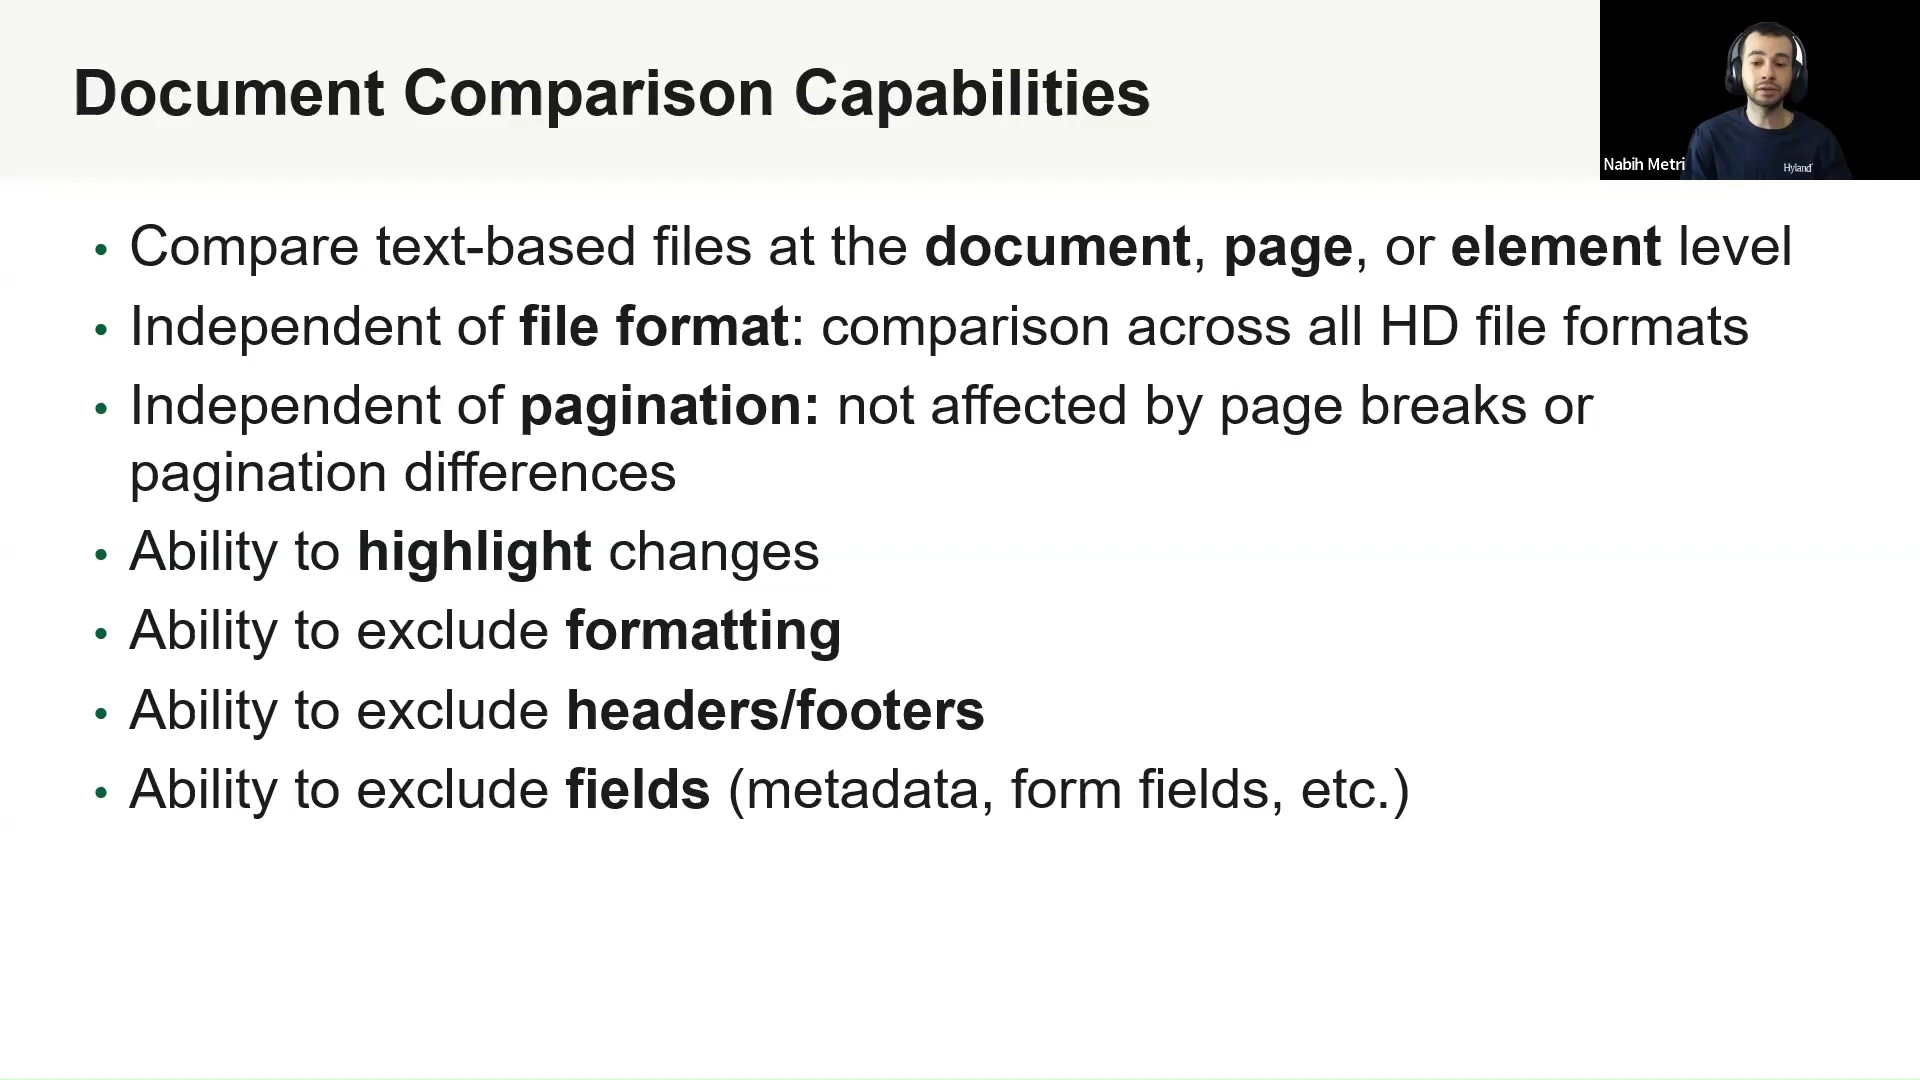 Document Comparison Capabilities
Nabih Metri
Hyland
• Compare text-based files at the document, page, or element level
• Independent of file format: comparison across all HD file formats
• Independent of pagination: not affected by page breaks or
pagination differences
• Ability to highlight changes
• Ability to exclude formatting
• Ability to exclude headers/footers
• Ability to exclude fields (metadata, form fields, etc.)